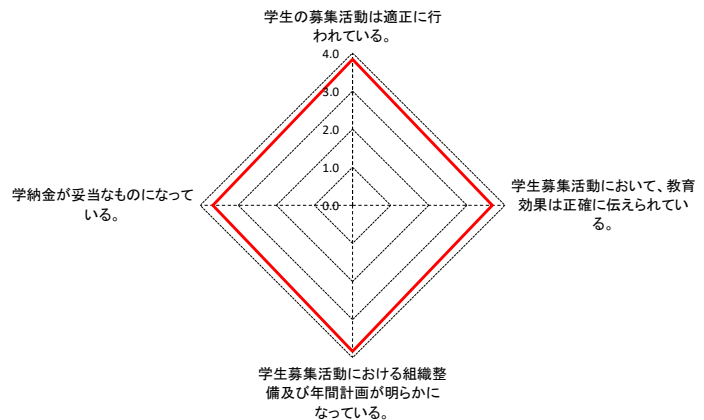 学生の募集活動は適正に行
われている。
4.0
3.0
2.0
1.0
0.0
学納金が妥当なものになって
いる。
学生募集活動において、教育
効果は正確に伝えられてい
る。
学生募集活動における組織整
備及び年間計画が明らかに
なっている。